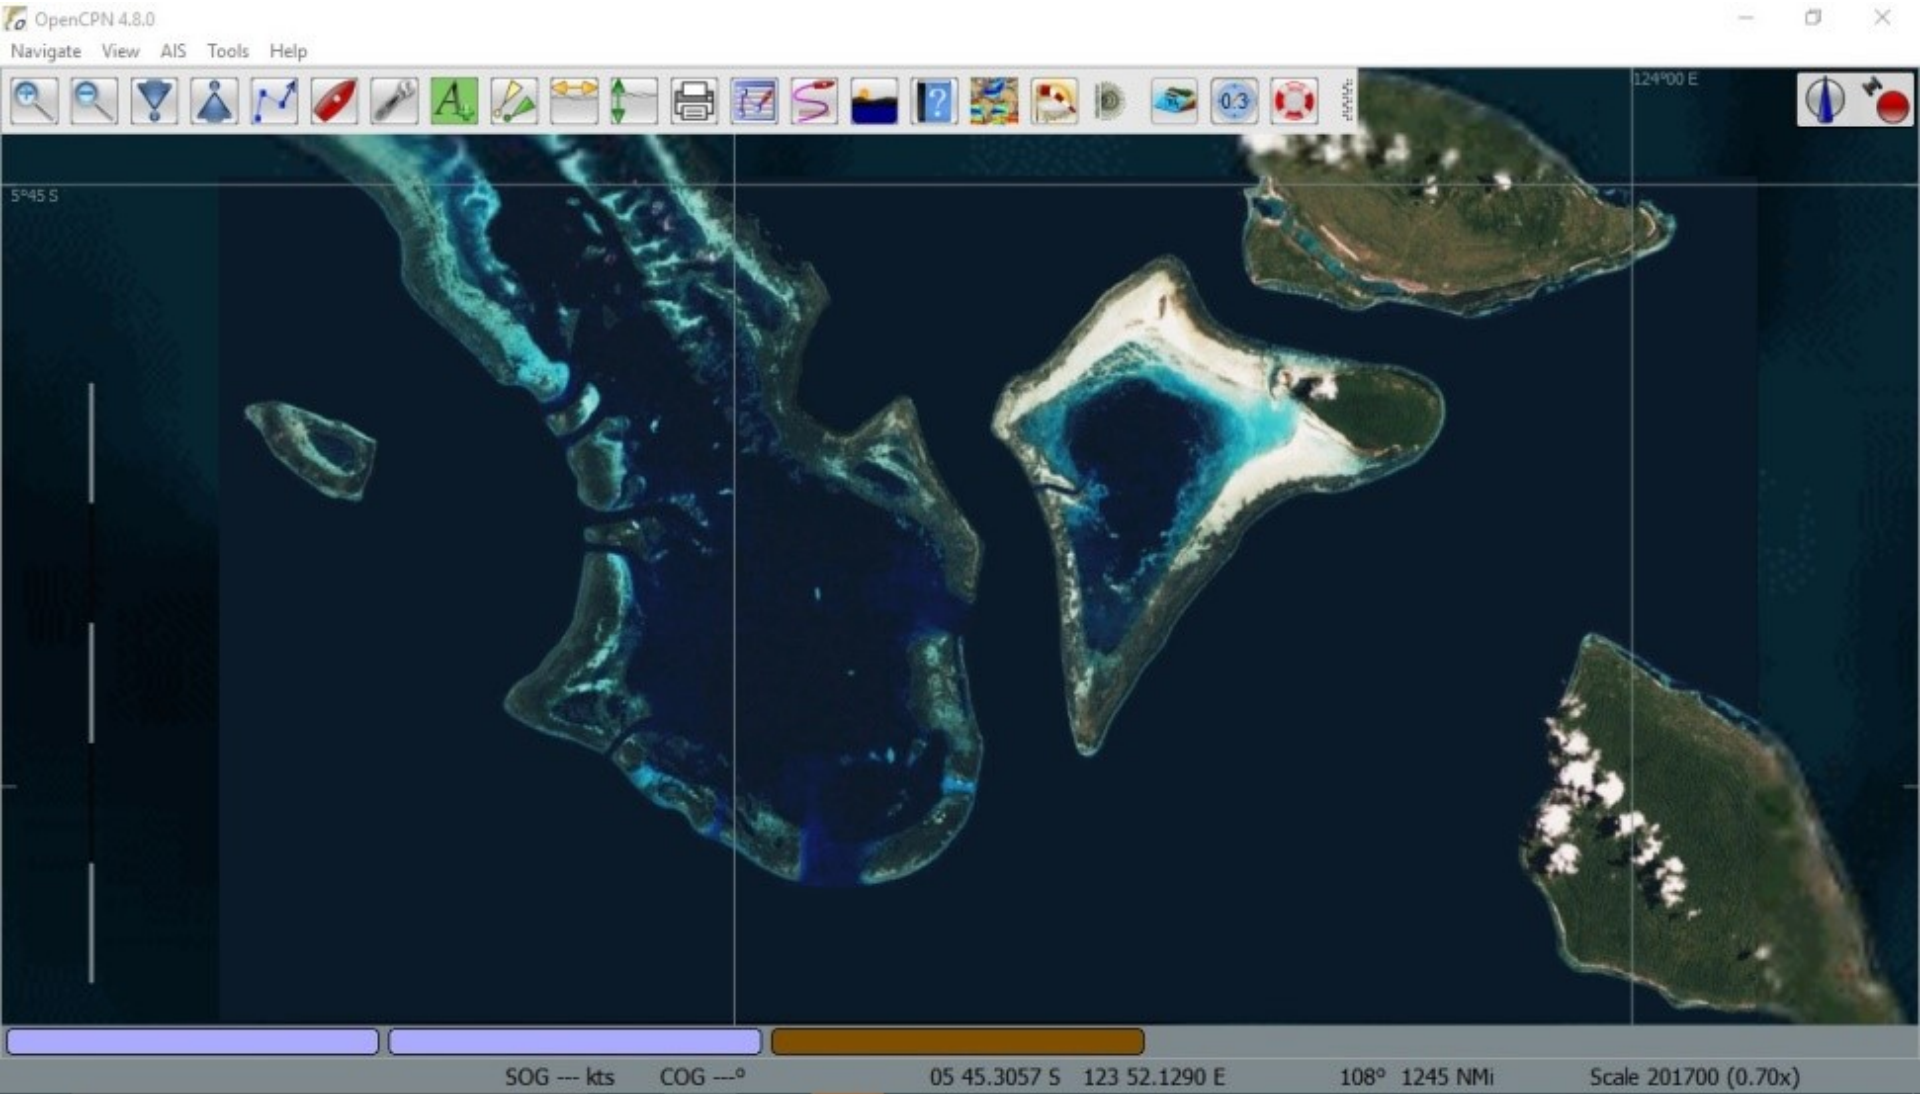 OpenCPN 4.8.0
Navigate View AIS Tools Help
A
?
0.3
124°00 E
5°45 S
SOG --- kts COG ---° 05 45.3057 S 123 52.1290 E 108° 1245 NMi Scale 201700 (0.70x)